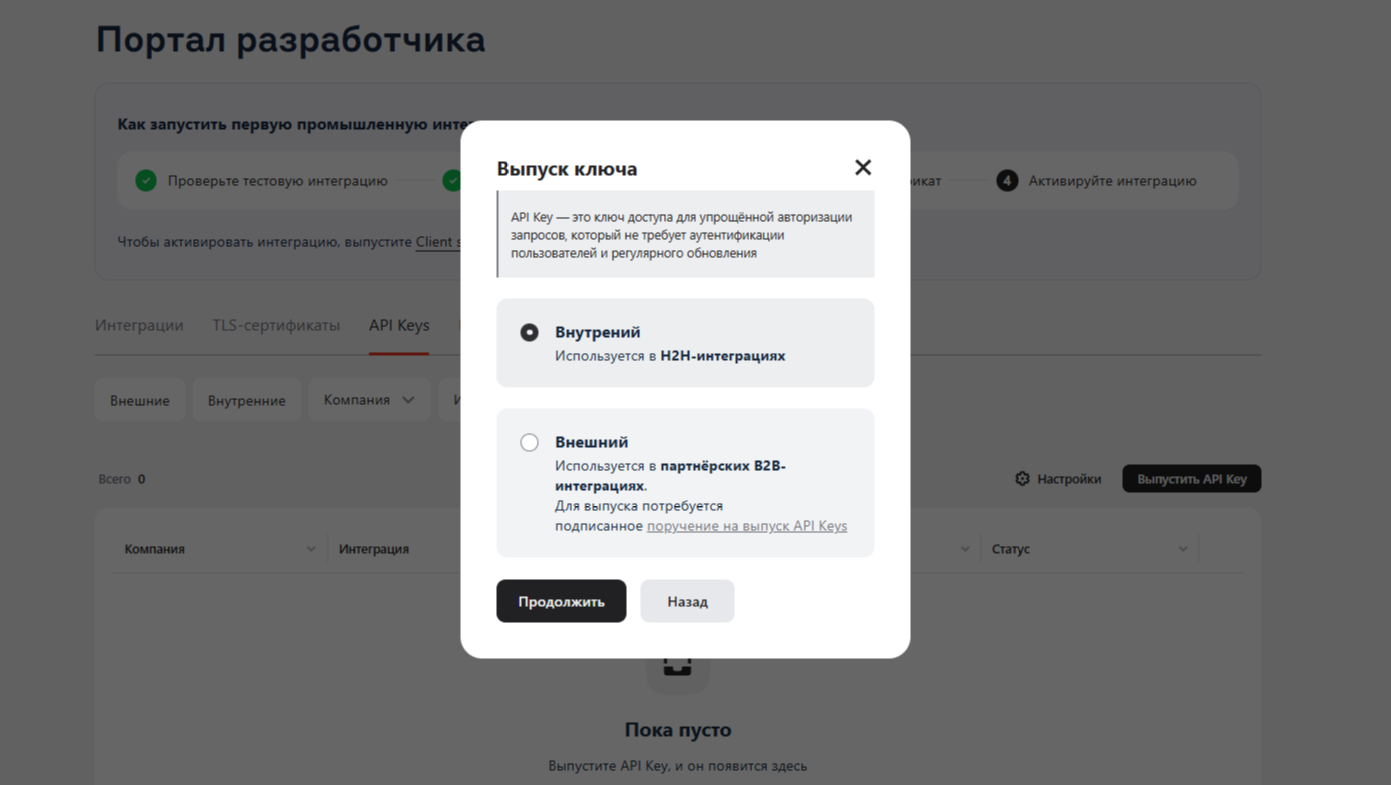 Портал разработчика
Как запустить первую промышленную
Проверьте тестовую интеграцию
4 Активируйте интеграцию
Чтобы активировать интеграцию, выпустите Client
Интеграции TLS-сертификаты API Keys
Внешние Внутренние Компания
Всего 0
Настройки Выпустить API Key
Компания Интеграция Статус
Выпуск ключа
API Key — это ключ доступа для упрощённой авторизации
запросов, который не требует аутентификации
пользователей и регулярного обновления
Внутрений
Используется в H2H-интеграциях
Внешний
Используется в партнёрских B2B-
интеграциях.
Для выпуска потребуется
подписанное поручение на выпуск API Keys
Продолжить Назад
Пока пусто
Выпустите API Key, и он появится здесь